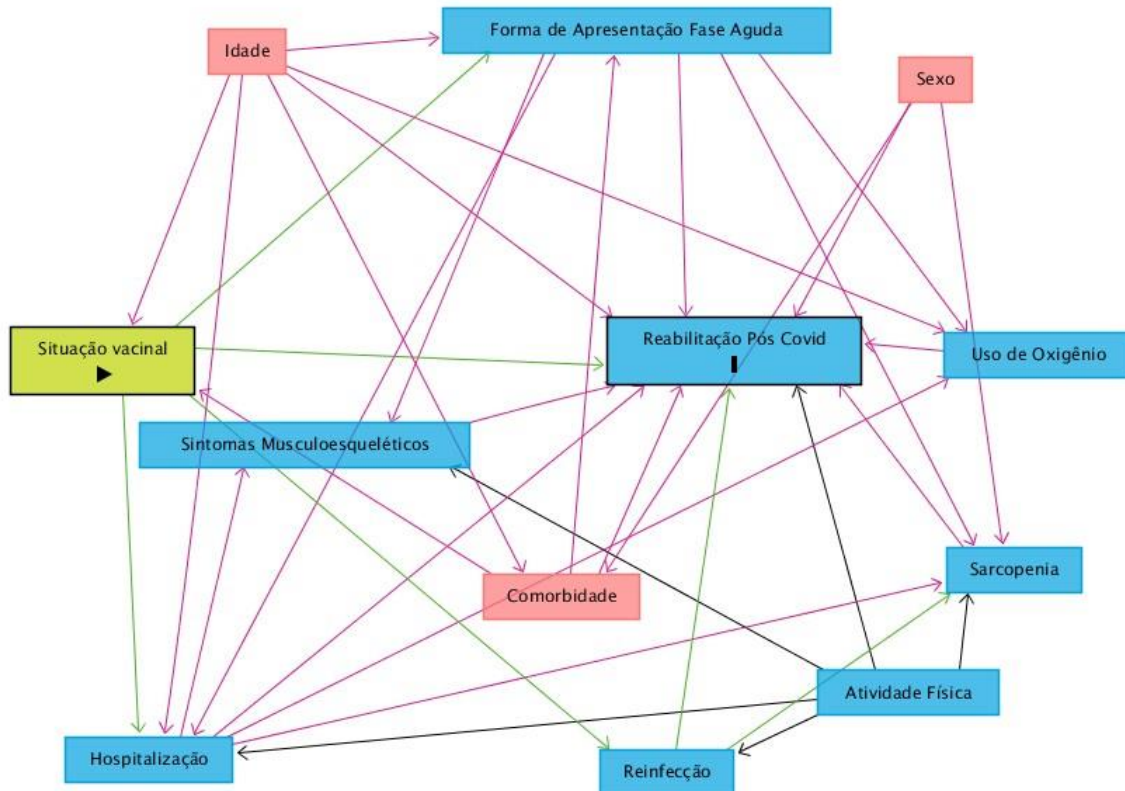 Forma de Apresentação Fase Aguda
Idade
Sexo
Situação vacinal
Reabilitação Pós Covid
Uso de Oxigênio
Sintomas Musculoesqueléticos
Sarcopenia
Comorbidade
Atividade Física
Hospitalização
Reinfecção